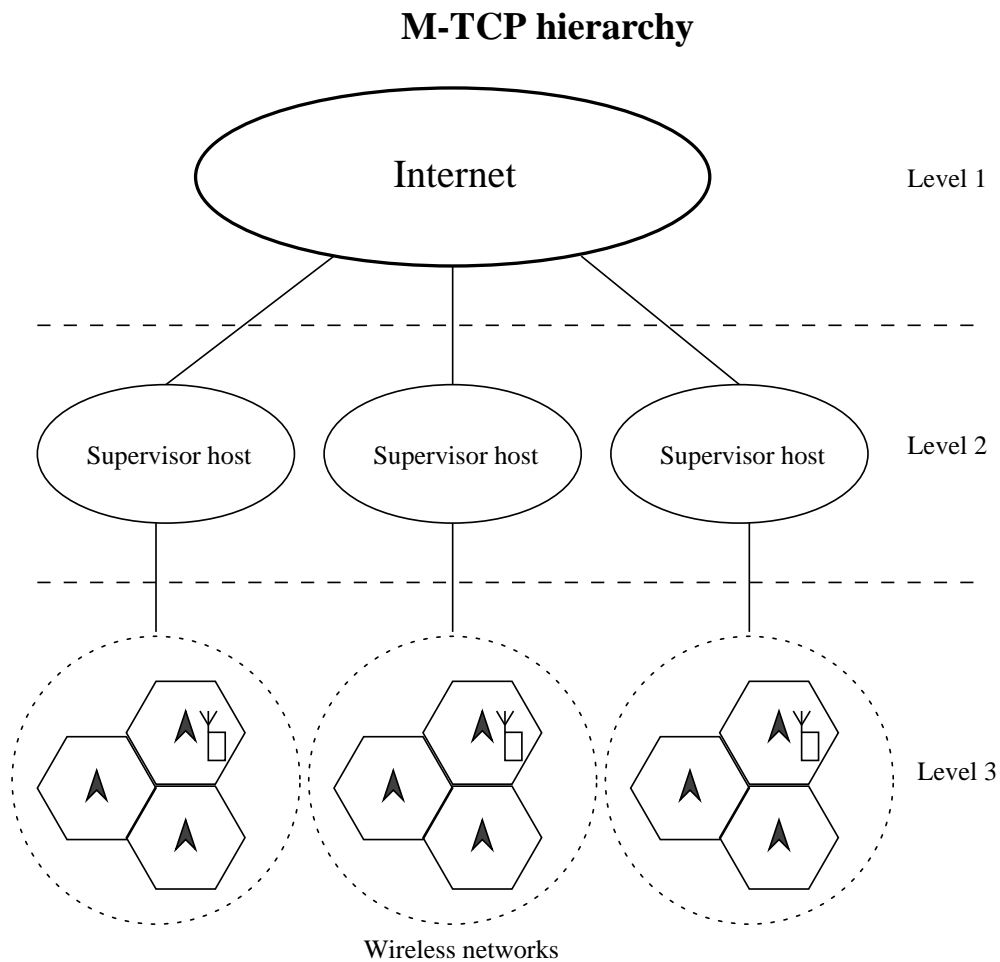 M-TCP hierarchy
Internet
Level 1
Supervisor host
Supervisor host
Supervisor host
Level 2
Level 3
Wireless networks